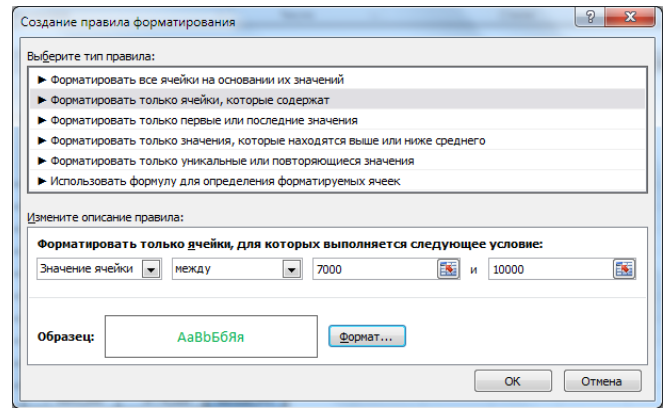 Создание правила форматирования
Выберите тип правила:
► Форматировать все ячейки на основании их значений
► Форматировать только ячейки, которые содержат
► Форматировать только первые или последние значения
► Форматировать только значения, которые находятся выше или ниже среднего
► Форматировать только уникальные или повторяющиеся значения
► Использовать формулу для определения форматируемых ячеек
Измените описание правила:
Форматировать только ячейки, для которых выполняется следующее условие:
Значение ячейки между 7000 и 10000
Образец: АаВbБбЯя Формат...
ОК Отмена